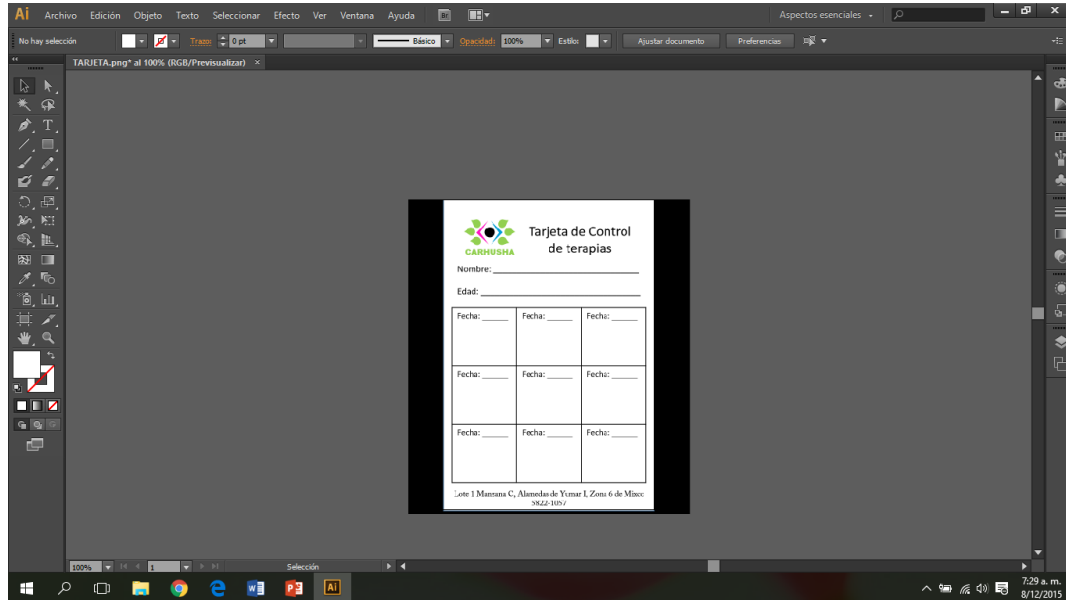 Ai Archivo Edición Objeto Texto Seleccionar Efecto Ver Ventana Ayuda Br Aspectos esenciales
No hay selección Trazo: 0 pt Básico Opacidad: 100% Estilo: Ajustar documento Preferencias
TARJETA.png* al 100% (RGB/Previsualizar) ×
Tarjeta de Control
de terapias
CARHUSHA
Nombre:
Edad:
Fecha: Fecha: Fecha:
Fecha: Fecha: Fecha:
Fecha: Fecha: Fecha:
Lote 1 Mansana C, Alamedas de Yumar I, Zona 6 de Mixco
5822-1057
100% 1 Selección
7:29 a. m.
8/12/2015